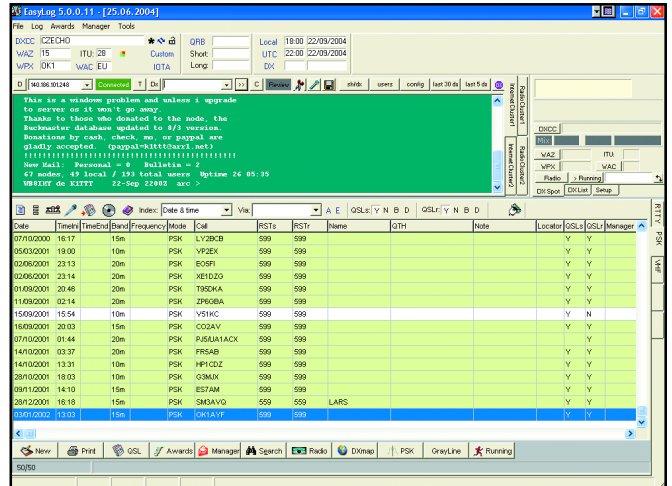 EasyLog 5.0.0.11 - [25.06.2004]
File Log Awards Manager Tools
DXCC CZECHO QRB Local 18:00 22/09/2004
WAZ 15 ITU: 28 Custom Short: UTC 22:00 22/09/2004
WPX OK1 WAC EU IOTA Long: DX
D 140.186.101.248 Connected T Dx >> C Review sh/dx users config last 30 dx last 5 dx
InternetCluster1 RadioCluster1
InternetCluster2 RadioCluster2
This is a windows problem and unless i upgrade
to server os it won't go away.
Thanks to those who donated to the node, the
Buckmaster database updated to 8/3 version.
Donations by cash, check, mo, or paypal are
gladly accepted. (paypal=k1ttt@arrl.net)
New Mail: Personal = 0 Bulletin = 2
67 nodes, 49 local / 193 total users Uptime 26 05:35
de K1TTT 22-Sep 2200Z arc >
DXCC
Mix
WAZ ITU:
WPX WAC
Radio > Running
DX Spot DX List Setup
Index: Date & time Via: A E QSLs: Y N B D QSLr: Y N B D
RTTY PSK VHF
Date TimeIni TimeEnd Band Frequency Mode Call RSTs RSTr Name QTH Note Locator QSLs QSLr Manager
07/10/2000 16:17 15m PSK LY2BCB 599 599 Y Y
05/03/2001 19:00 10m PSK VP2EX 599 599 Y Y
02/06/2001 23:13 20m PSK EO5FI 599 599 Y Y
02/06/2001 23:14 20m PSK XE1DZG 599 599 Y Y
01/09/2001 20:46 20m PSK T95DKA 599 599 Y Y
11/09/2001 02:14 20m PSK ZP6GBA 599 599 Y Y
15/09/2001 15:54 10m PSK V51KC 599 599 Y N
16/09/2001 20:03 15m PSK CO2AV 599 599 Y Y
07/10/2001 01:44 20m PSK PJ5/UA1ACX 599 599 Y
14/10/2001 03:37 20m PSK FR5AB 599 599 Y Y
14/10/2001 13:31 10m PSK HP1CDZ 599 599 Y Y
28/10/2001 18:03 10m PSK G3MJX 599 599 Y Y
09/11/2001 14:10 15m PSK ES7AM 599 599 Y Y
28/12/2001 16:18 15m PSK SM3AVQ 559 559 LARS Y Y
03/01/2002 13:03 15m PSK OK1AYF 599 599 Y Y
New Print QSL Awards Manager Search Radio DXmap PSK GrayLine Running
50/50